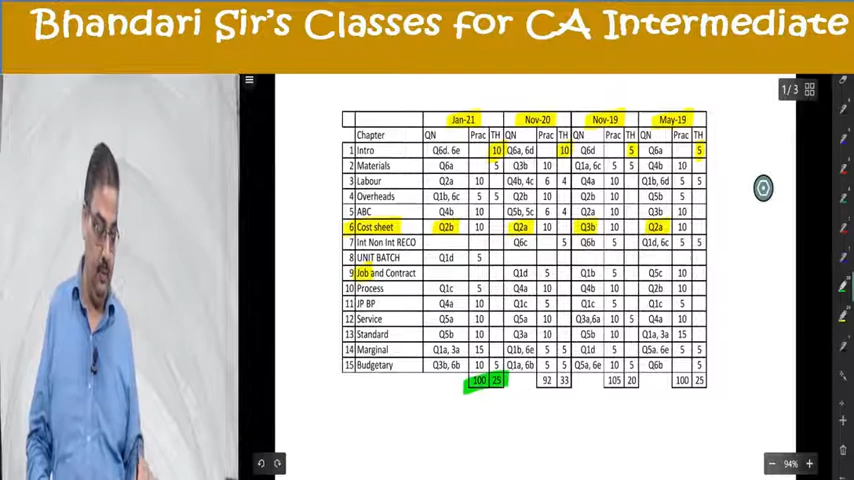 Bhandari Sir's Classes for CA Intermediate
1/3
Jan-21 Nov-20 Nov-19 May-19
Chapter QN Prac TH QN Prac TH QN Prac TH QN Prac TH
1 Intro Q6d. 6e 10 Q6a, 6d 10 Q6d 5 Q6a 5
2 Materials Q6a 5 Q3b 10 Q1a, 6c 5 5 Q4b 10
3 Labour Q2a 10 Q4b, 4c 6 4 Q4a 10 Q1b, 6d 5 5
4 Overheads Q1b, 6c 5 5 Q2b 10 Q2b 10 Q5b 5
5 ABC Q4b 10 Q5b, 5c 6 4 Q2a 10 Q3b 10
6 Cost sheet Q2b 10 Q2a 10 Q3b 10 Q2a 10
7 Int Non Int RECO Q6c 5 Q6b 5 Q1d, 6c 5 5
8 UNIT BATCH Q1d 5
9 Job and Contract Q1d 5 Q1b 5 Q5c 10
10 Process Q1c 5 Q4a 10 Q4b 10 Q2b 10
11 JP BP Q4a 10 Q1c 5 Q1c 5 Q1c 5
12 Service Q5a 10 Q5a 10 Q3a,6a 10 5 Q4a 10
13 Standard Q5b 10 Q3a 10 Q5b 10 Q1a, 3a 15
14 Marginal Q1a, 3a 15 Q1b, 6e 5 5 Q1d 5 Q5a. 6e 5 5
15 Budgetary Q3b, 6b 10 5 Q1a, 6b 5 5 Q5a, 6e 10 5 Q6b 5
100 25 92 33 105 20 100 25
94%